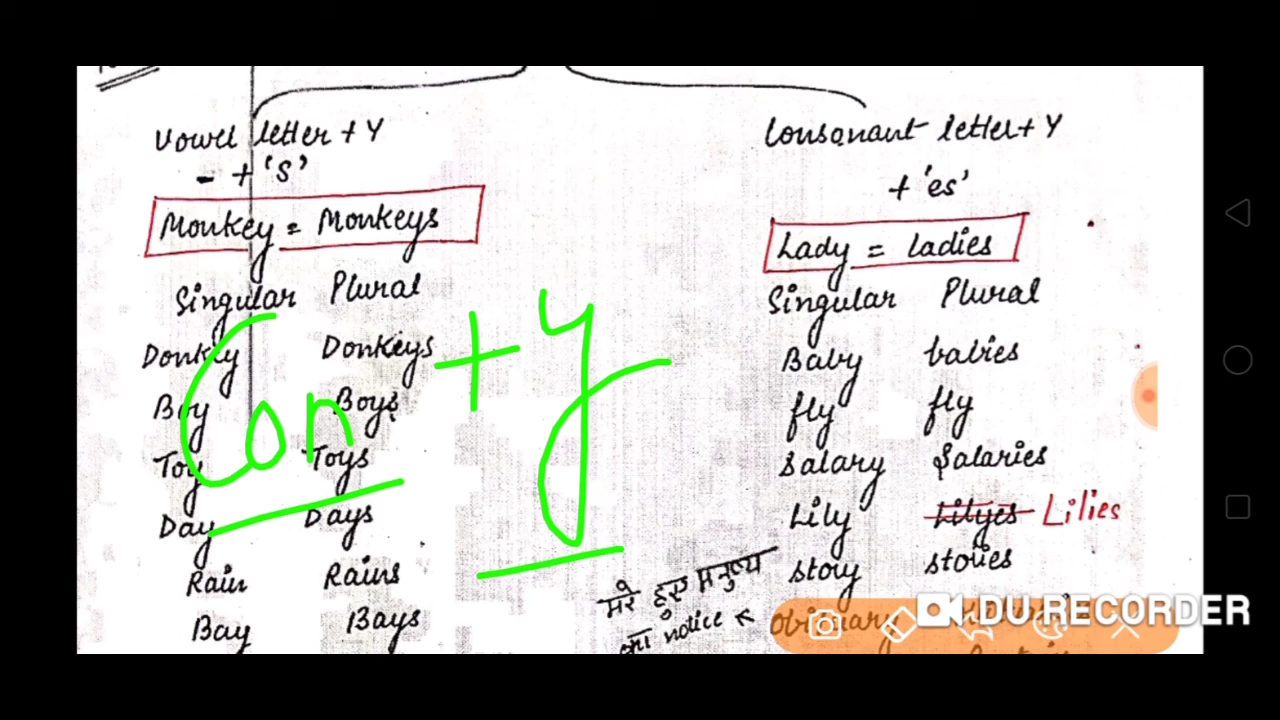 Vowel letter + Y
- + 'S'
Monkey = Monkeys
Singular Plural
Donkey Donkeys
Boy Boys
Toy Toys
Day Days
Rain Rains
Bay Bays
Con + y
Consonant letter + Y
+ 'es'
Lady = ladies
Singular Plural
Baby babies
fly fly
Salary Salaries
Lily Lilyes Lilies
story stories
मरे हुए मनुष्य
का notice
Obituary
DU RECORDER